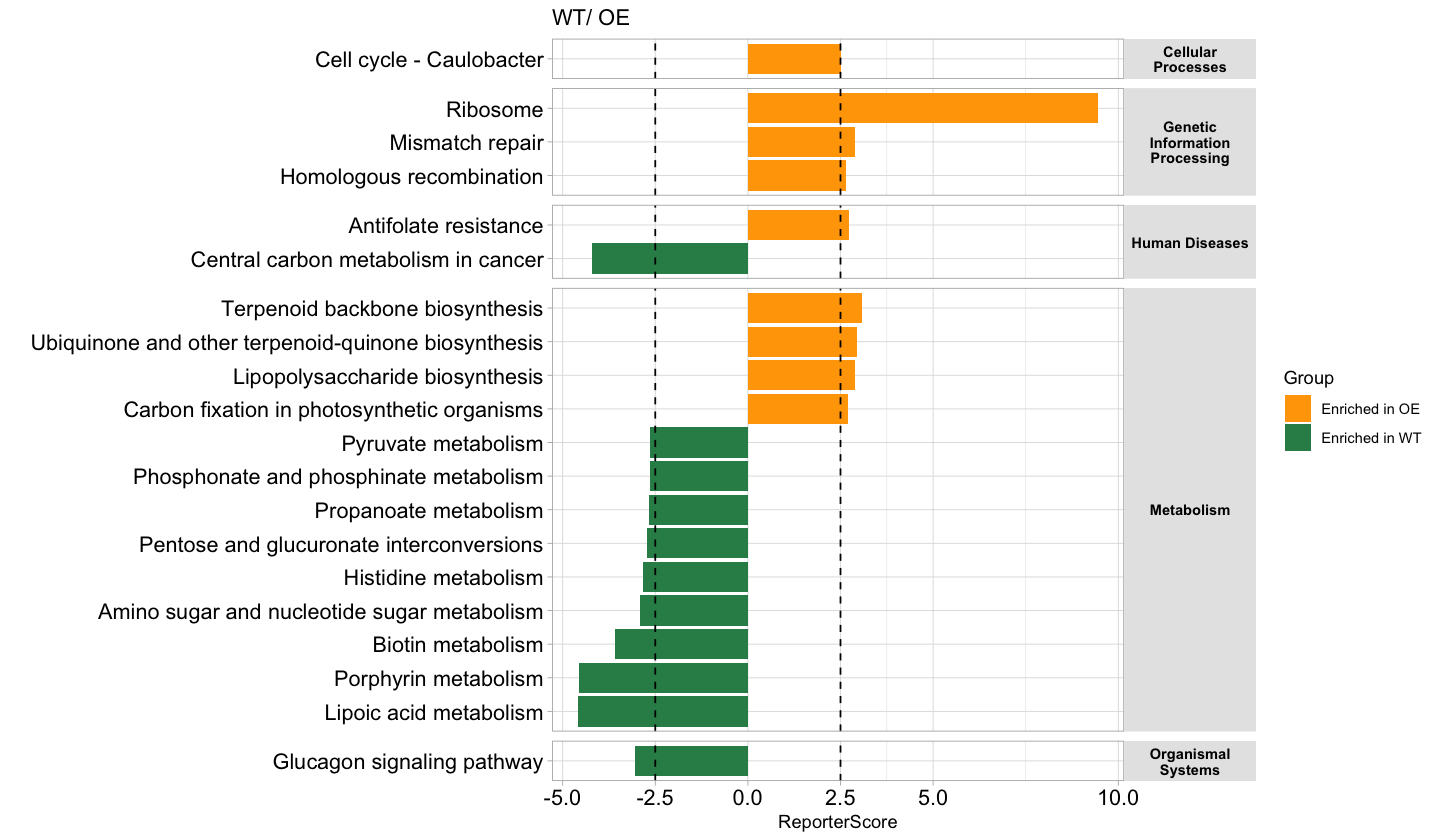 WT/ OE
Cell cycle - Caulobacter
Cellular
Processes
Ribosome
Mismatch repair
Homologous recombination
Genetic
Information
Processing
Antifolate resistance
Central carbon metabolism in cancer
Human Diseases
Terpenoid backbone biosynthesis
Ubiquinone and other terpenoid-quinone biosynthesis
Lipopolysaccharide biosynthesis
Carbon fixation in photosynthetic organisms
Pyruvate metabolism
Phosphonate and phosphinate metabolism
Propanoate metabolism
Pentose and glucuronate interconversions
Histidine metabolism
Amino sugar and nucleotide sugar metabolism
Biotin metabolism
Porphyrin metabolism
Lipoic acid metabolism
Metabolism
Glucagon signaling pathway
Organismal
Systems
-5.0 -2.5 0.0 2.5 5.0 10.0
ReporterScore
Group
Enriched in OE
Enriched in WT